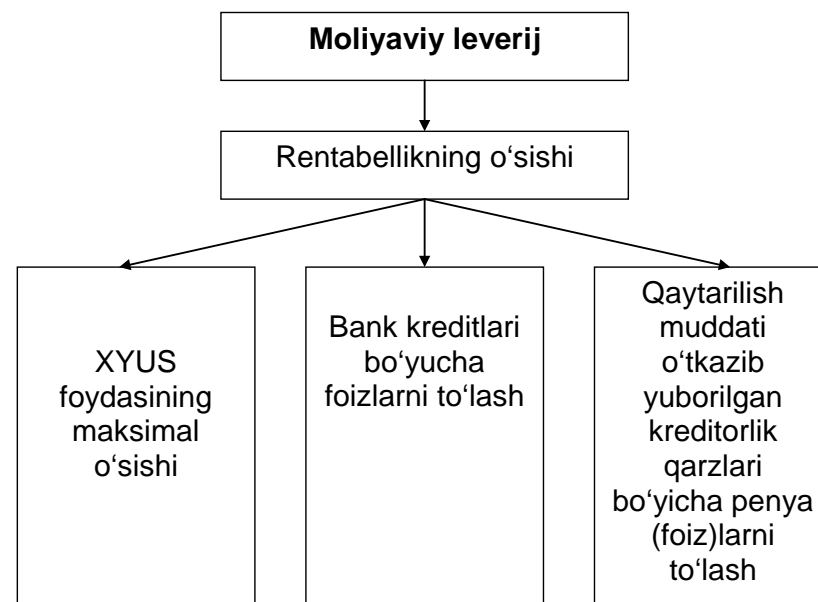 Moliyaviy leverij
Rentabellikning o‘sishi
XYUS
foydasining
maksimal
o‘sishi
Bank kreditlari
bo‘yucha
foizlarni to‘lash
Qaytarilish
muddati
o‘tkazib
yuborilgan
kreditorlik
qarzlari
bo‘yicha penya
(foiz)larni
to‘lash